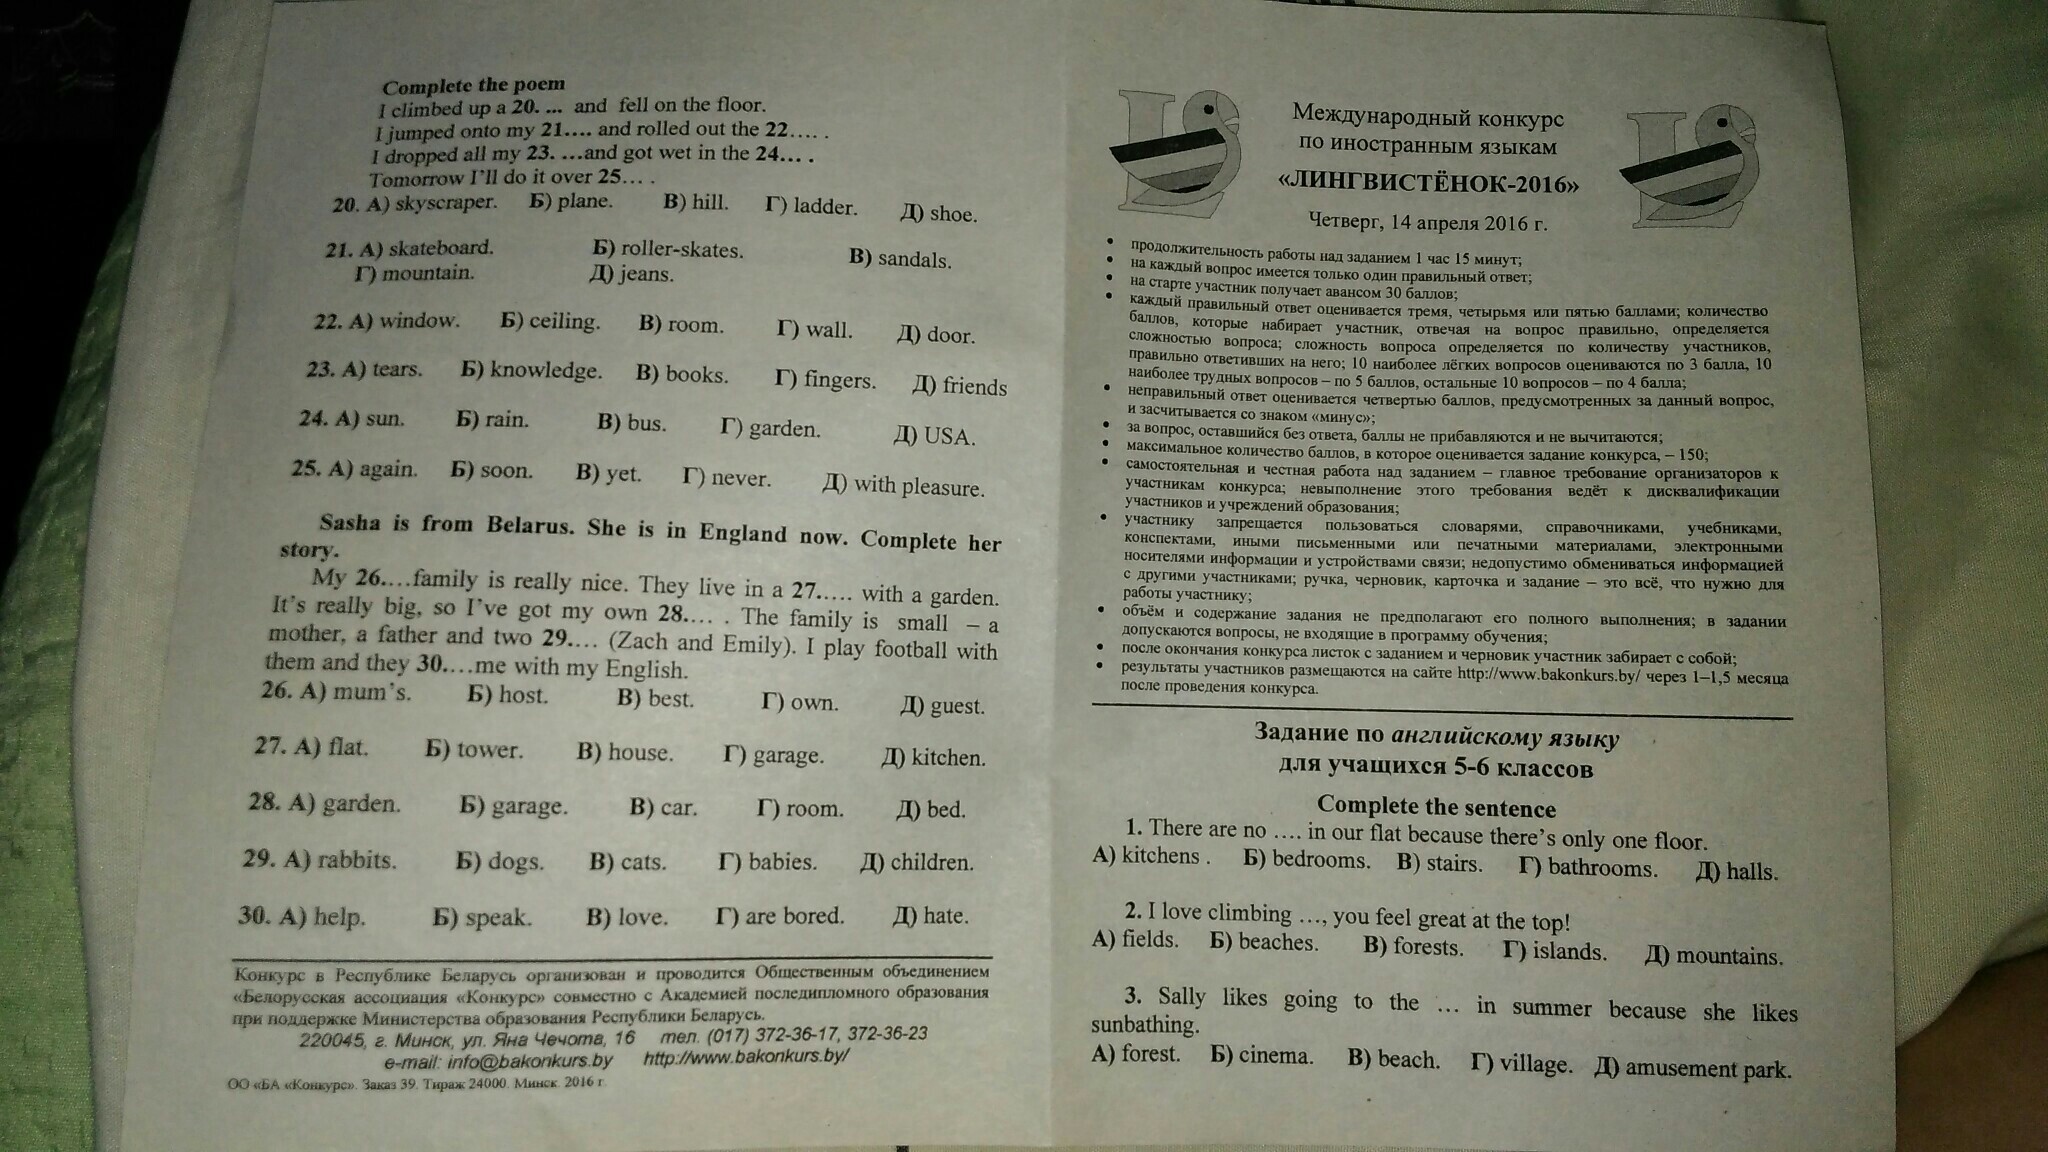 Complete the poem
I climbed up a 20. ... and fell on the floor.
I jumped onto my 21.... and rolled out the 22.... .
I dropped all my 23. ...and got wet in the 24... .
Tomorrow I'll do it over 25... .
20. А) skyscraper. Б) plane. В) hill. Г) ladder. Д) shoe.
21. А) skateboard. Б) roller-skates. В) sandals.
Г) mountain. Д) jeans.
22. А) window. Б) ceiling. В) room. Г) wall. Д) door.
23. А) tears. Б) knowledge. В) books. Г) fingers. Д) friends
24. А) sun. Б) rain. В) bus. Г) garden. Д) USA.
25. А) again. Б) soon. В) yet. Г) never. Д) with pleasure.
Sasha is from Belarus. She is in England now. Complete her
story.
My 26....family is really nice. They live in a 27..... with a garden.
It's really big, so I've got my own 28.... . The family is small – a
mother, a father and two 29.... (Zach and Emily). I play football with
them and they 30....me with my English.
26. А) mum's. Б) host. В) best. Г) own. Д) guest.
27. А) flat. Б) tower. В) house. Г) garage. Д) kitchen.
28. А) garden. Б) garage. В) car. Г) room. Д) bed.
29. А) rabbits. Б) dogs. В) cats. Г) babies. Д) children.
30. А) help. Б) speak. В) love. Г) are bored. Д) hate.
Конкурс в Республике Беларусь организован и проводится Общественным объединением
«Белорусская ассоциация «Конкурс» совместно с Академией последипломного образования
при поддержке Министерства образования Республики Беларусь.
220045, г. Минск, ул. Яна Чечота, 16 тел. (017) 372-36-17, 372-36-23
e-mail: info@bakonkurs.by http://www.bakonkurs.by/
ОО «БА «Конкурс». Заказ 39. Тираж 24000. Минск. 2016 г.
Международный конкурс
по иностранным языкам
«ЛИНГВИСТЁНОК-2016»
Четверг, 14 апреля 2016 г.
• продолжительность работы над заданием 1 час 15 минут;
• на каждый вопрос имеется только один правильный ответ;
• на старте участник получает авансом 30 баллов;
• каждый правильный ответ оценивается тремя, четырьмя или пятью баллами; количество
баллов, которые набирает участник, отвечая на вопрос правильно, определяется
сложностью вопроса; сложность вопроса определяется по количеству участников,
правильно ответивших на него; 10 наиболее лёгких вопросов оцениваются по 3 балла, 10
наиболее трудных вопросов – по 5 баллов, остальные 10 вопросов – по 4 балла;
• неправильный ответ оценивается четвертью баллов, предусмотренных за данный вопрос,
и засчитывается со знаком «минус»;
• за вопрос, оставшийся без ответа, баллы не прибавляются и не вычитаются;
• максимальное количество баллов, в которое оценивается задание конкурса, – 150;
• самостоятельная и честная работа над заданием – главное требование организаторов к
участникам конкурса; невыполнение этого требования ведёт к дисквалификации
участников и учреждений образования;
• участнику запрещается пользоваться словарями, справочниками, учебниками,
конспектами, иными письменными или печатными материалами, электронными
носителями информации и устройствами связи; недопустимо обмениваться информацией
с другими участниками; ручка, черновик, карточка и задание – это всё, что нужно для
работы участнику;
• объём и содержание задания не предполагают его полного выполнения; в задании
допускаются вопросы, не входящие в программу обучения;
• после окончания конкурса листок с заданием и черновик участник забирает с собой;
• результаты участников размещаются на сайте http://www.bakonkurs.by/ через 1–1,5 месяца
после проведения конкурса.
Задание по английскому языку
для учащихся 5-6 классов
Complete the sentence
1. There are no .... in our flat because there's only one floor.
А) kitchens . Б) bedrooms. В) stairs. Г) bathrooms. Д) halls.
2. I love climbing ..., you feel great at the top!
А) fields. Б) beaches. В) forests. Г) islands. Д) mountains.
3. Sally likes going to the ... in summer because she likes
sunbathing.
А) forest. Б) cinema. В) beach. Г) village. Д) amusement park.